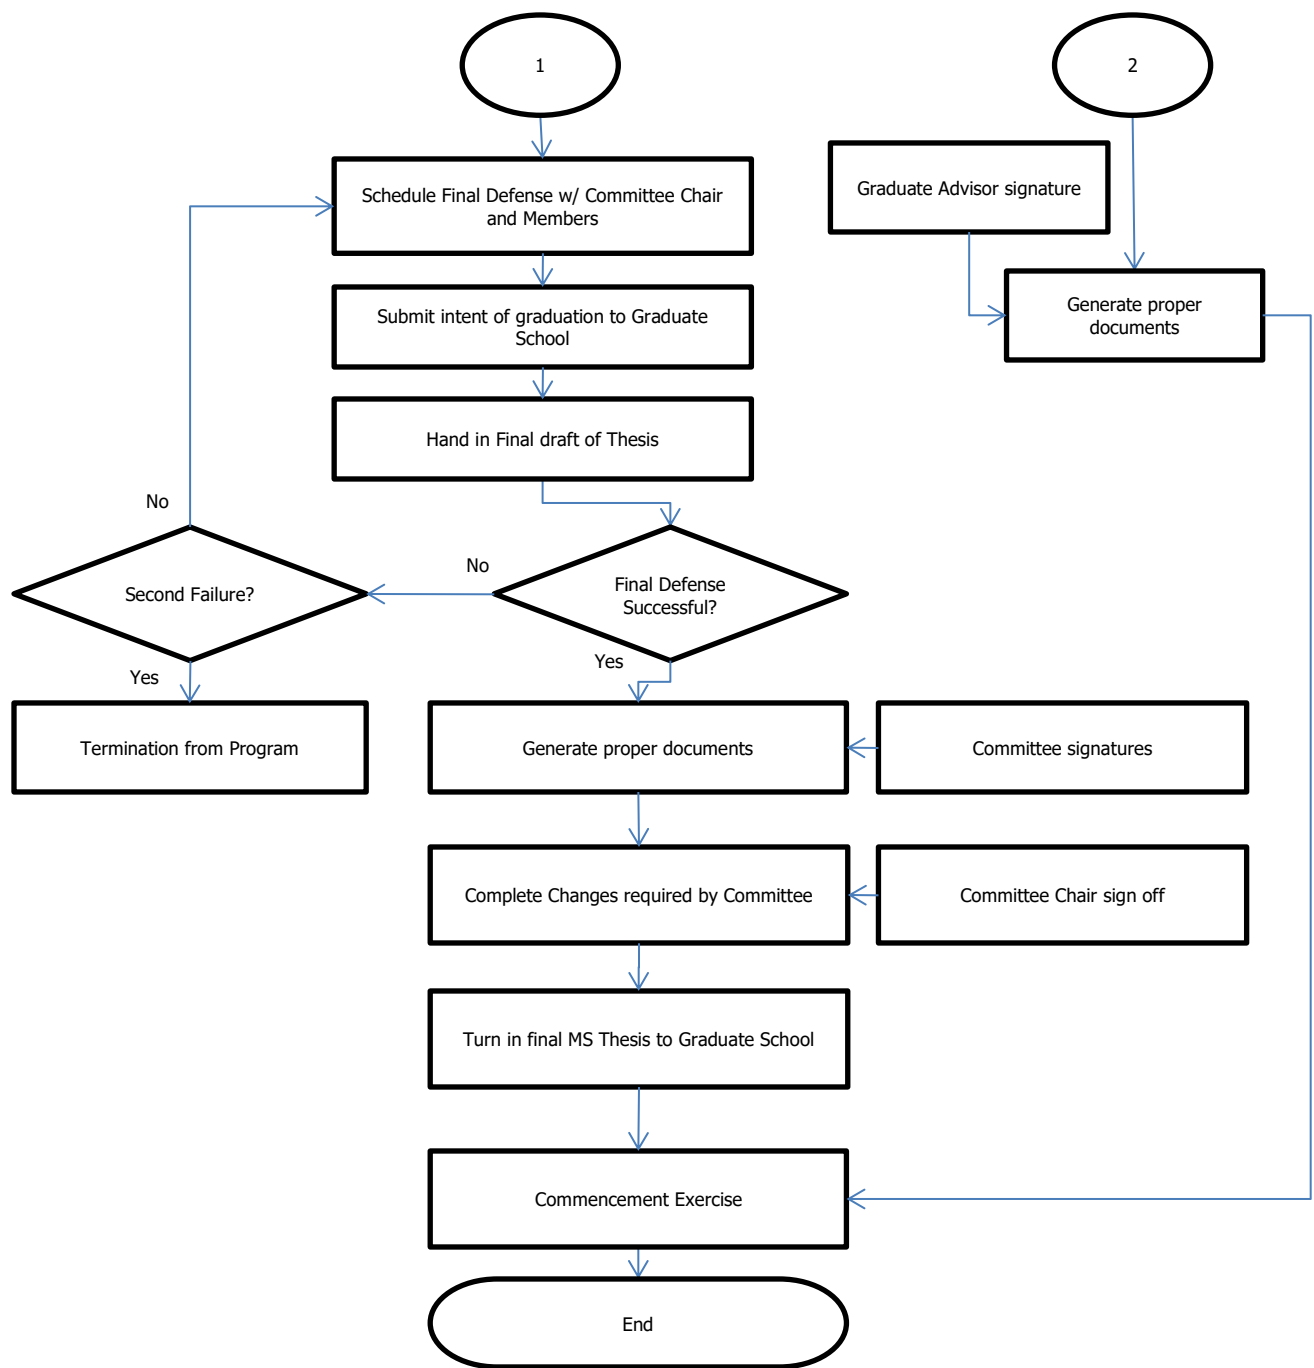 1
2
Schedule Final Defense w/ Committee Chair
and Members
Graduate Advisor signature
Generate proper
documents
Submit intent of graduation to Graduate
School
Hand in Final draft of Thesis
No
Second Failure?
No
Final Defense
Successful?
Yes
Yes
Termination from Program
Generate proper documents
Committee signatures
Complete Changes required by Committee
Committee Chair sign off
Turn in final MS Thesis to Graduate School
Commencement Exercise
End